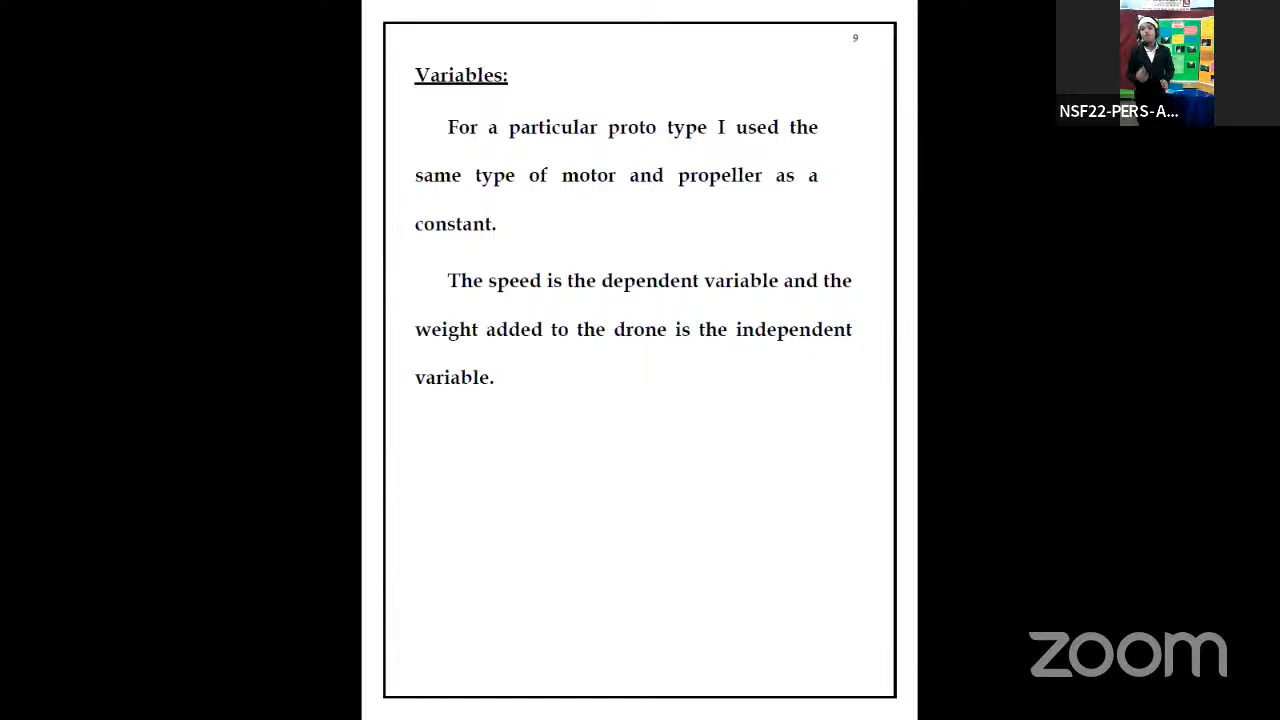 9
Variables:
For a particular proto type I used the
same type of motor and propeller as a
constant.
The speed is the dependent variable and the
weight added to the drone is the independent
variable.
NSF22-PERS-A...
zoom